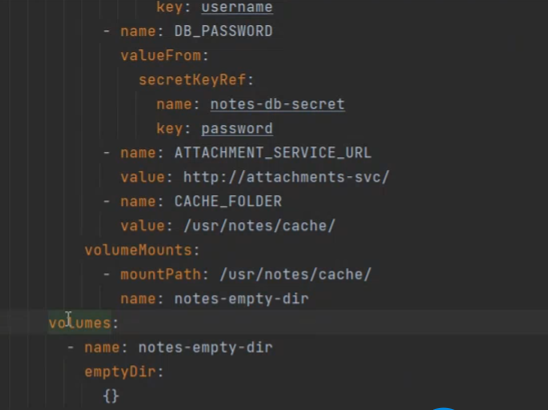 key: username
- name: DB_PASSWORD
valueFrom:
secretKeyRef:
name: notes-db-secret
key: password
- name: ATTACHMENT_SERVICE_URL
value: http://attachments-svc/
- name: CACHE_FOLDER
value: /usr/notes/cache/
volumeMounts:
- mountPath: /usr/notes/cache/
name: notes-empty-dir
volumes:
- name: notes-empty-dir
emptyDir:
{}